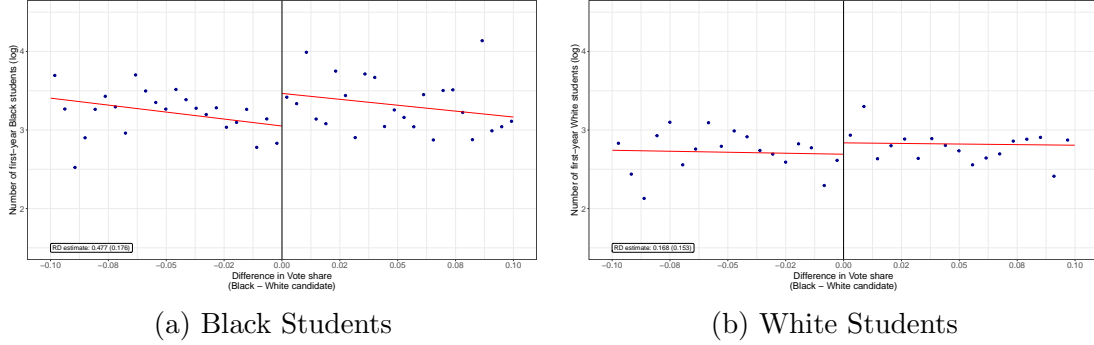 Number of first−year Black students (log)
4
3
2
RD estimate: 0.477 (0.176)
−0.10 −0.08 −0.05 −0.02 0.00 0.02 0.05 0.08 0.10
Difference in Vote share
(Black − White candidate)
(a) Black Students
Number of first−year White students (log)
4
3
2
RD estimate: 0.168 (0.153)
−0.10 −0.08 −0.05 −0.02 0.00 0.02 0.05 0.08 0.10
Difference in Vote share
(Black − White candidate)
(b) White Students